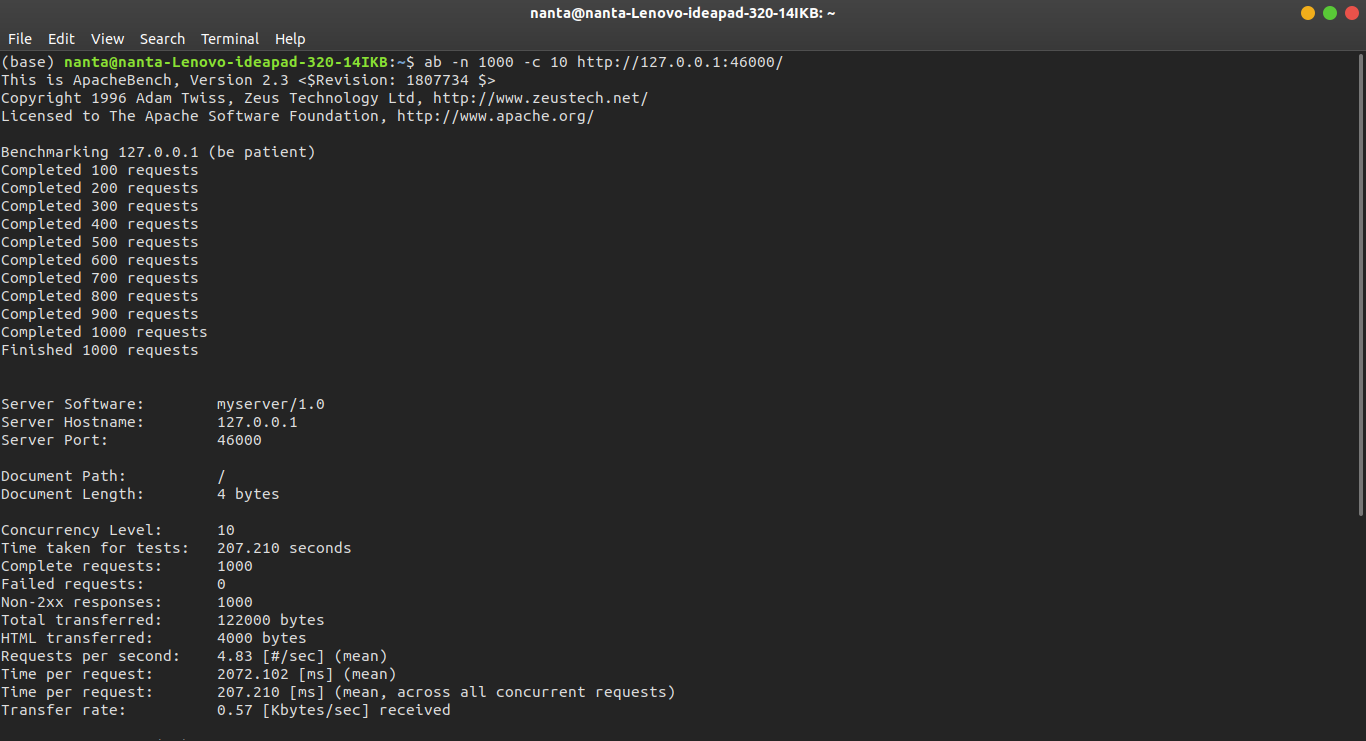 nanta@nanta-Lenovo-ideapad-320-14IKB: ~
File Edit View Search Terminal Help
(base) nanta@nanta-Lenovo-ideapad-320-14IKB:~$ ab -n 1000 -c 10 http://127.0.0.1:46000/
This is ApacheBench, Version 2.3 <$Revision: 1807734 $>
Copyright 1996 Adam Twiss, Zeus Technology Ltd, http://www.zeustech.net/
Licensed to The Apache Software Foundation, http://www.apache.org/

Benchmarking 127.0.0.1 (be patient)
Completed 100 requests
Completed 200 requests
Completed 300 requests
Completed 400 requests
Completed 500 requests
Completed 600 requests
Completed 700 requests
Completed 800 requests
Completed 900 requests
Completed 1000 requests
Finished 1000 requests

Server Software:        myserver/1.0
Server Hostname:        127.0.0.1
Server Port:            46000

Document Path:          /
Document Length:        4 bytes

Concurrency Level:      10
Time taken for tests:   207.210 seconds
Complete requests:      1000
Failed requests:        0
Non-2xx responses:      1000
Total transferred:      122000 bytes
HTML transferred:       4000 bytes
Requests per second:    4.83 [#/sec] (mean)
Time per request:       2072.102 [ms] (mean)
Time per request:       207.210 [ms] (mean, across all concurrent requests)
Transfer rate:          0.57 [Kbytes/sec] received